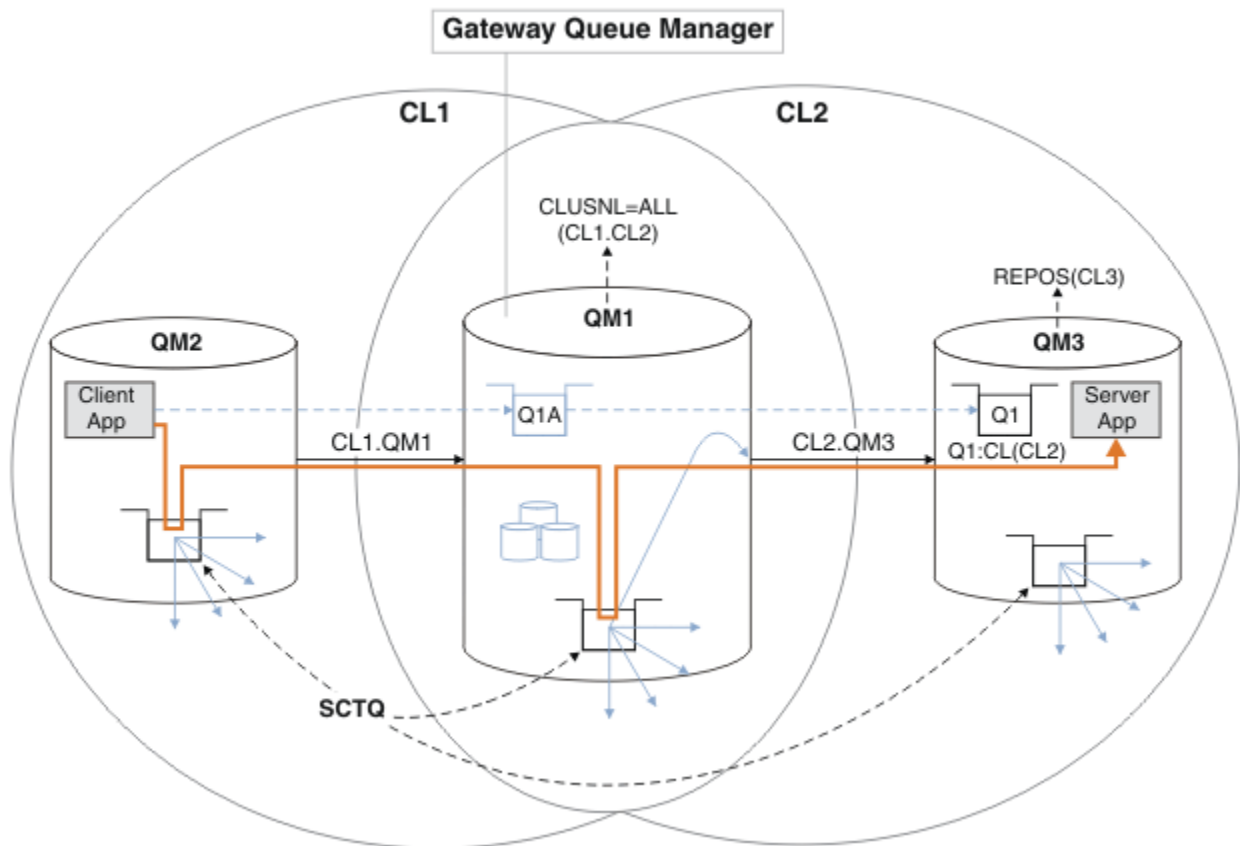 Gateway Queue Manager
CL1
CL2
CLUSNL=ALL
(CL1.CL2)
REPOS(CL3)
QM2
QM1
QM3
Client
App
Q1A
Q1
Server
App
CL1.QM1
CL2.QM3
Q1:CL(CL2)
SCTQ